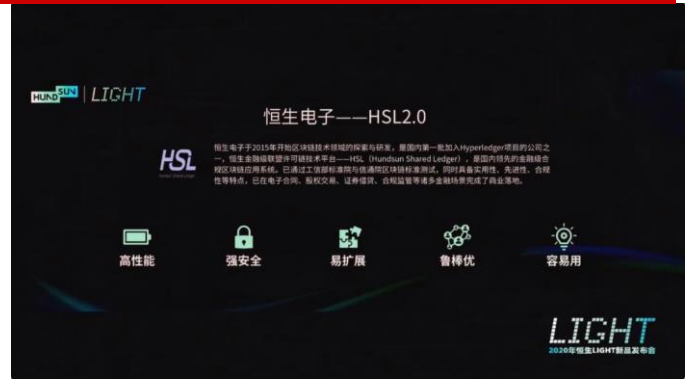 HUNDSUN | LIGHT
恒生电子——HSL2.0
HSL
恒生电子于2015年开始区块链技术领域的探索与研发，是国内第一批加入Hyperledger项目的公司之
一，恒生金融级联盟许可链技术平台——HSL（Hundsun Shared Ledger），是国内领先的金融级合
规区块链应用系统。已通过工信部标准院与信通院区块链标准测试，同时具备实用性、先进性、合规
性等特点，已在电子合同、股权交易、证券借贷、合规监管等诸多金融场景完成了商业落地。
高性能
强安全
易扩展
鲁棒优
容易用
LIGHT
2020年恒生LIGHT新品发布会